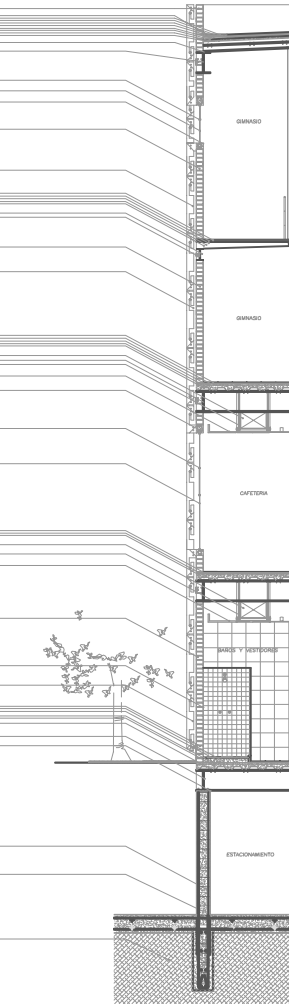 GIMNASIO
GIMNASIO
CAFETERIA
BAÑOS Y VESTIDORES
ESTACIONAMIENTO